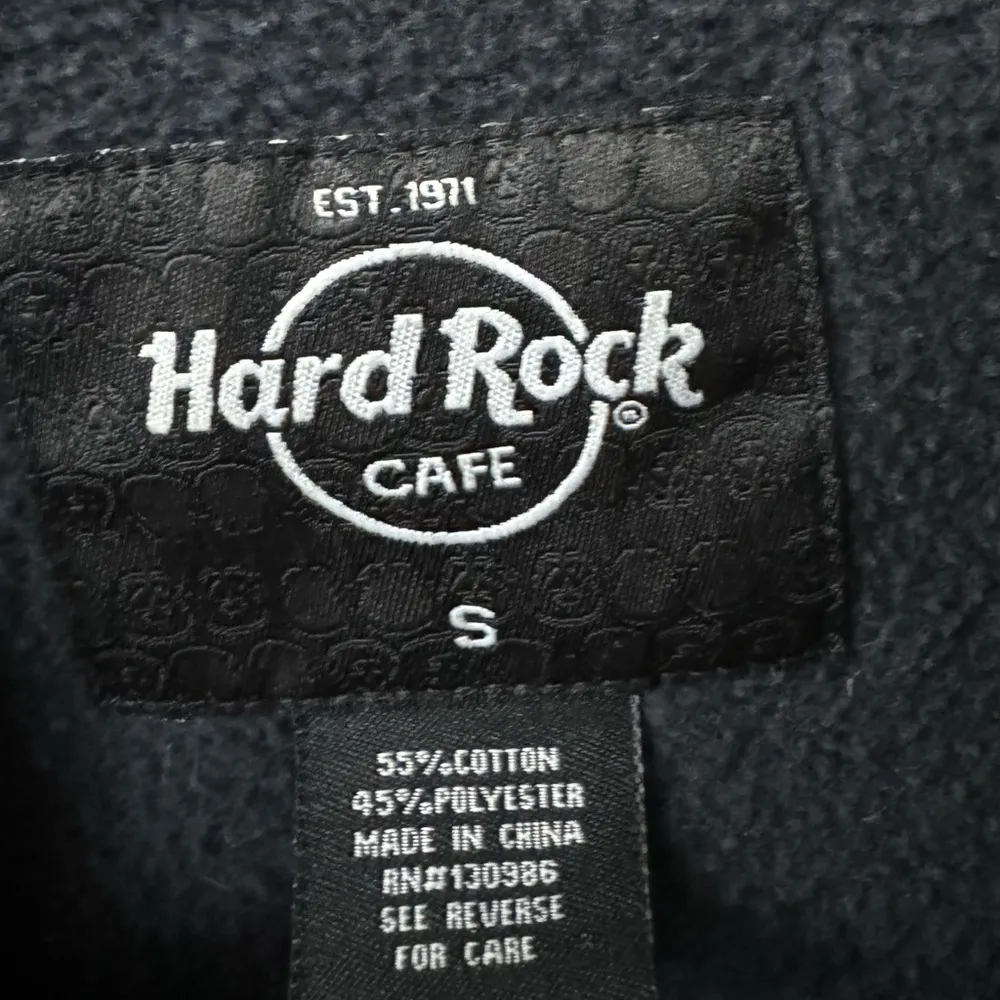 EST.1971
Hard Rock ®
CAFE
S
55%COTTON
45%POLYESTER
MADE IN CHINA
RN#130986
SEE REVERSE
FOR CARE